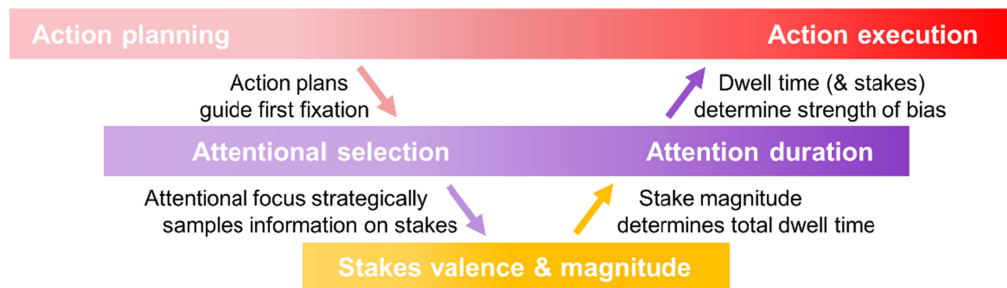 Action planning Action execution
Action plans
guide first fixation
Dwell time (& stakes)
determine strength of bias
Attentional selection Attention duration
Attentional focus strategically
samples information on stakes
Stake magnitude
determines total dwell time
Stakes valence & magnitude